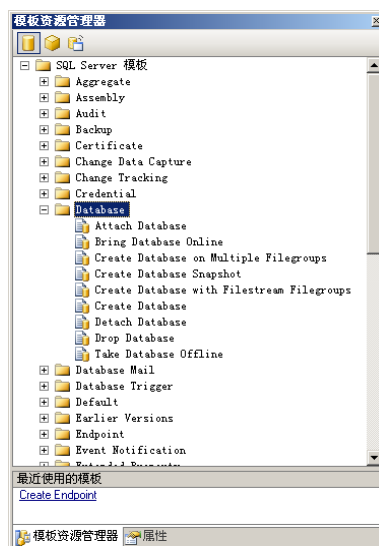 模板资源管理器
SQL Server 模板
Aggregate
Assembly
Audit
Backup
Certificate
Change Data Capture
Change Tracking
Credential
Database
Attach Database
Bring Database Online
Create Database on Multiple Filegroups
Create Database Snapshot
Create Database with Filestream Filegroups
Create Database
Detach Database
Drop Database
Take Database Offline
Database Mail
Database Trigger
Default
Earlier Versions
Endpoint
Event Notification
Extended Property
最近使用的模板
Create Endpoint
模板资源管理器 属性